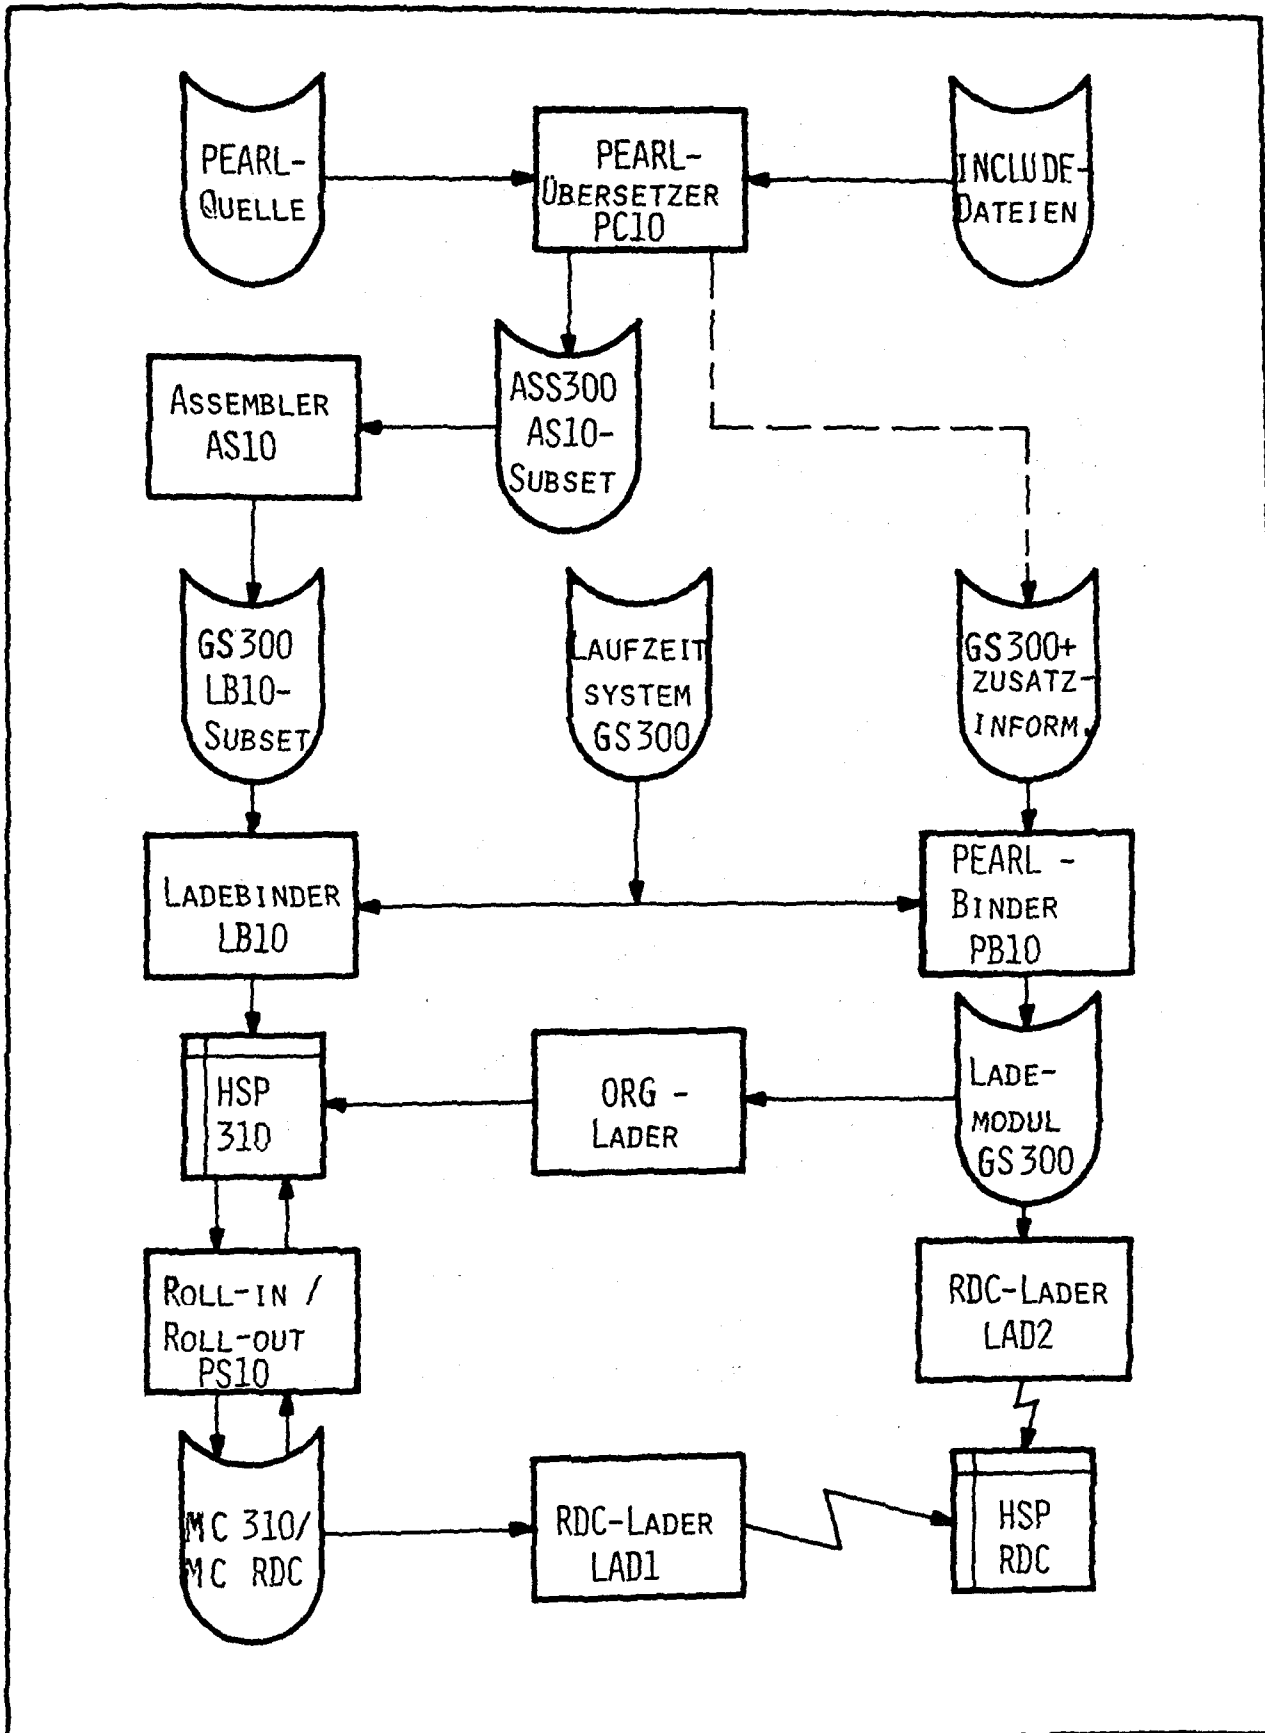 PEARL-
QUELLE
PEARL-
ÜBERSETZER
PC10
INCLUDE-
DATEIEN
ASSEMBLER
AS10
ASS300
AS10-
SUBSET
GS300
LB10-
SUBSET
LAUFZEIT
SYSTEM
GS300
GS300+
ZUSATZ-
INFORM.
LADEBINDER
LB10
PEARL -
BINDER
PB10
HSP
310
ORG -
LADER
LADE-
MODUL
GS300
ROLL-IN /
ROLL-OUT
PS10
RDC-LADER
LAD2
MC 310/
MC RDC
RDC-LADER
LAD1
HSP
RDC